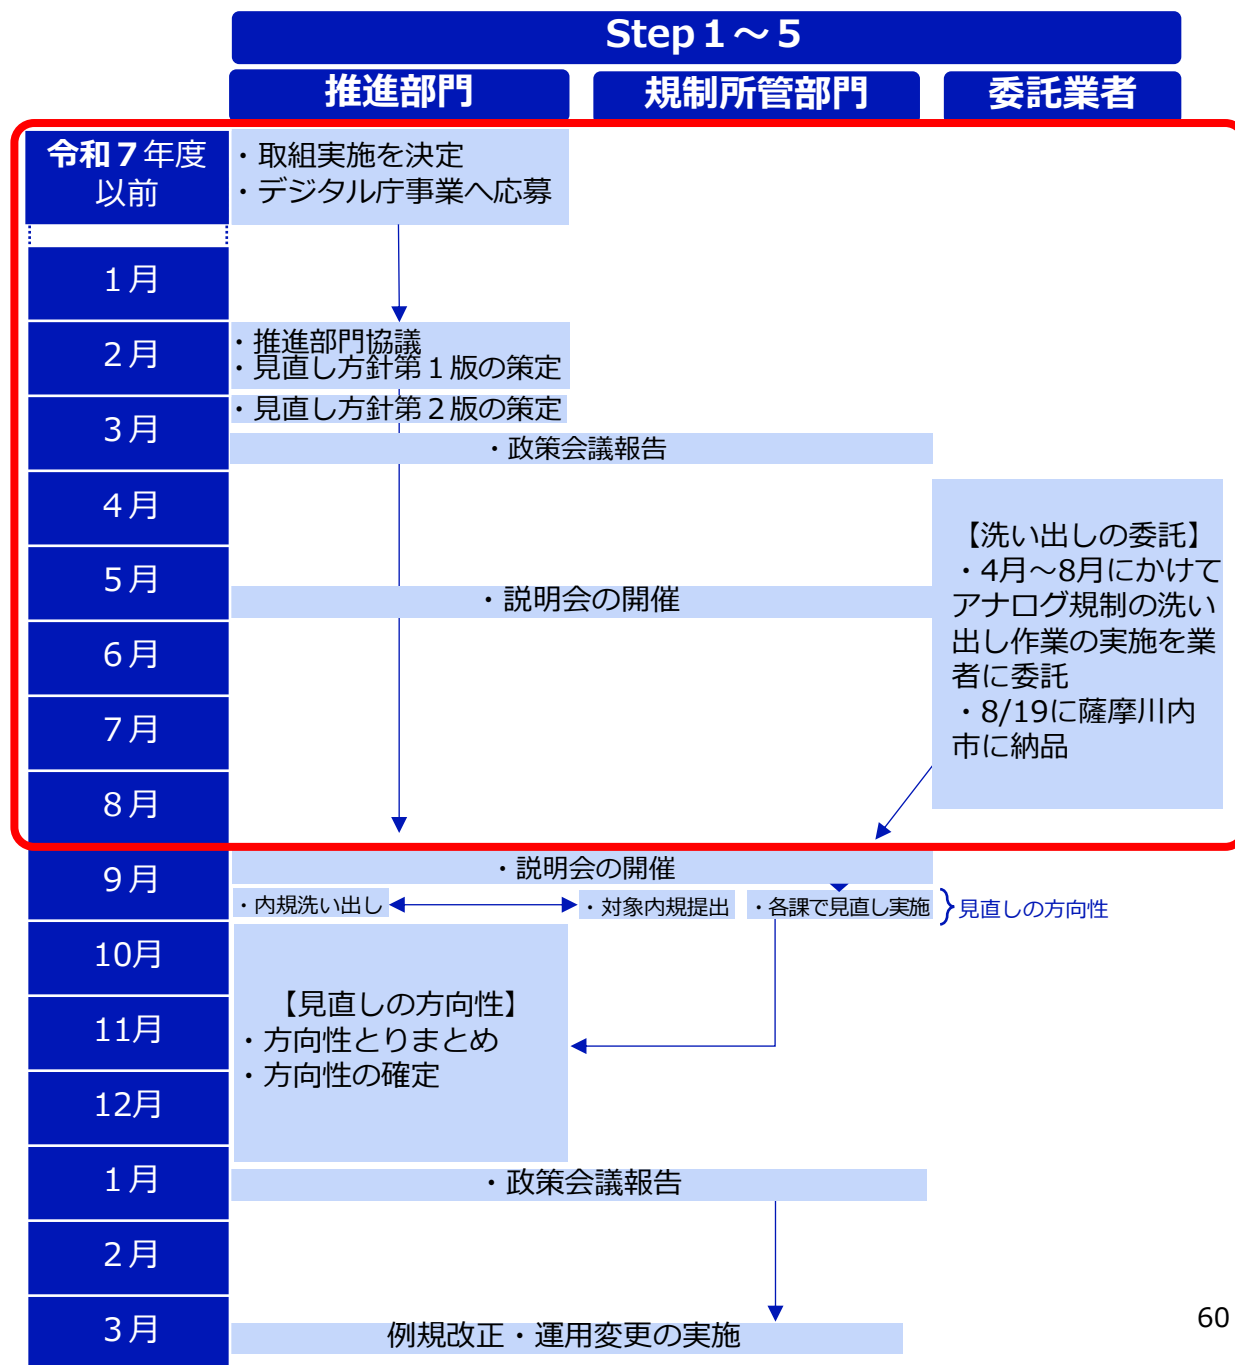 Step１～５
推進部門
規制所管部門
委託業者
令和７年度
以前
・取組実施を決定
・デジタル庁事業へ応募
１月
２月
・推進部門協議
・見直し方針第１版の策定
３月
・見直し方針第２版の策定
・政策会議報告
４月
５月
・説明会の開催
６月
７月
８月
【洗い出しの委託】
・4月～8月にかけて
アナログ規制の洗い
出し作業の実施を業
者に委託
・8/19に薩摩川内
市に納品
９月
・説明会の開催
・内規洗い出し
・対象内規提出
・各課で見直し実施
見直しの方向性
10月
11月
12月
【見直しの方向性】
・方向性とりまとめ
・方向性の確定
１月
・政策会議報告
２月
３月
例規改正・運用変更の実施
60